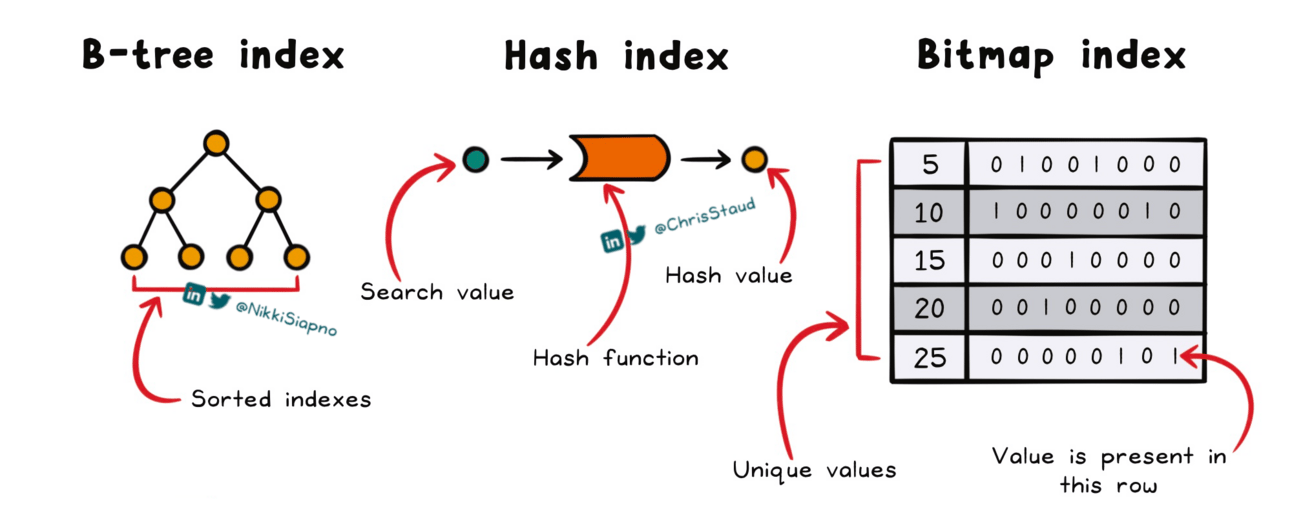 B-tree index
Hash index
Bitmap index
@NikkiSiapno
Sorted indexes
Search value
@ChrisStaud
Hash value
Hash function
5 0 1 0 0 1 0 0 0
10 1 0 0 0 0 0 1 0
15 0 0 0 1 0 0 0 0
20 0 0 1 0 0 0 0 0
25 0 0 0 0 0 1 0 1
Unique values
Value is present in
this row
in
in